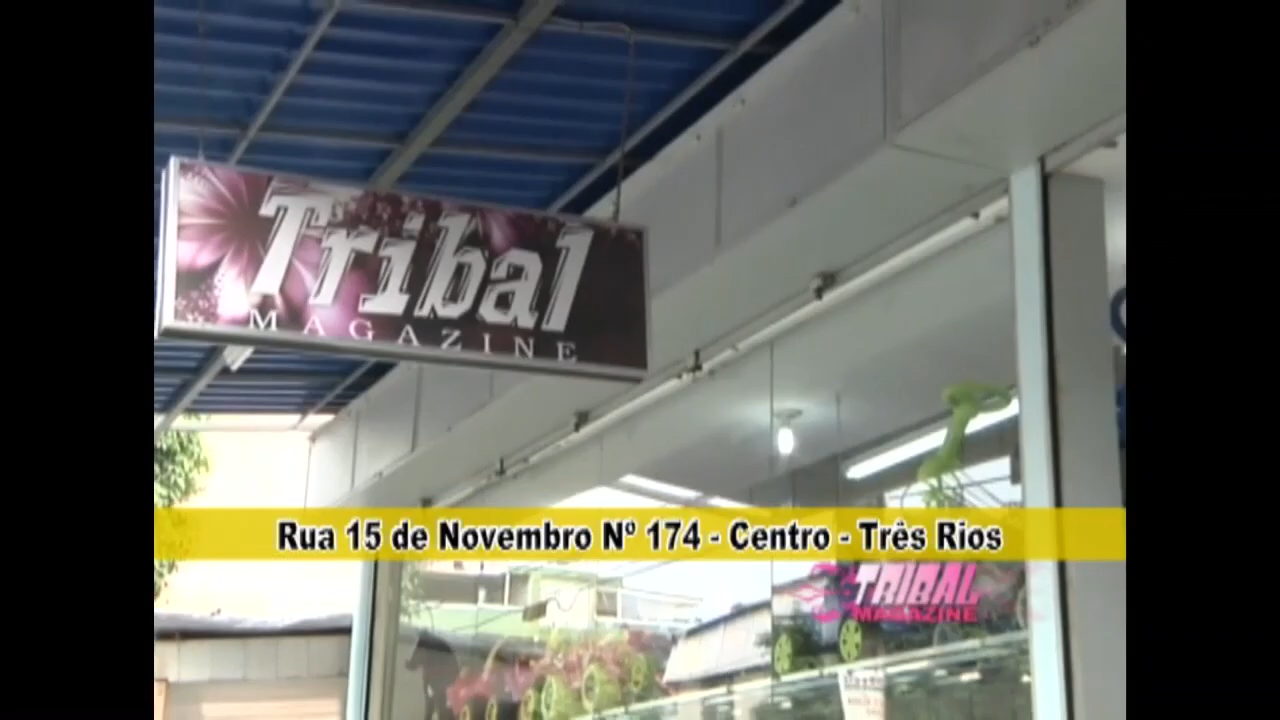 Tribal
MAGAZINE
Rua 15 de Novembro Nº 174 - Centro - Três Rios
TRIBAL
MAGAZINE